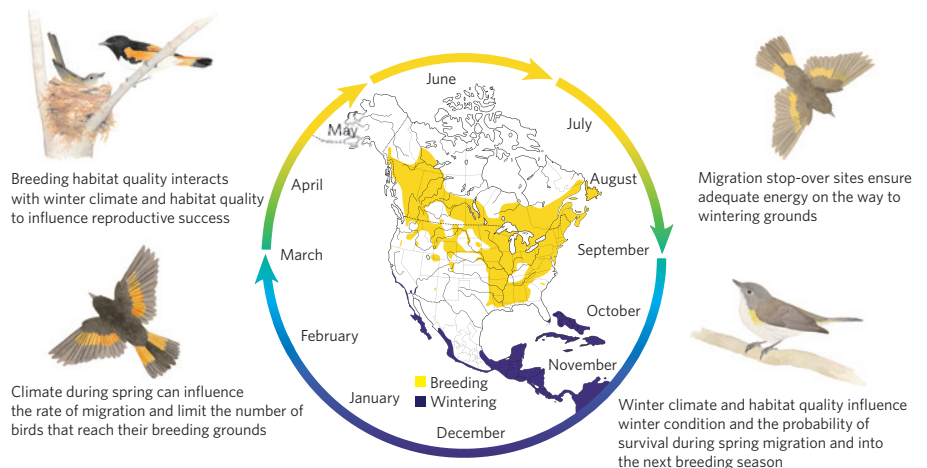 June
May
July
April
August
Breeding habitat quality interacts
with winter climate and habitat quality
to influence reproductive success
Migration stop-over sites ensure
adequate energy on the way to
wintering grounds
March
September
February
October
November
January
December
Breeding
Wintering
Climate during spring can influence
the rate of migration and limit the number of
birds that reach their breeding grounds
Winter climate and habitat quality influence
winter condition and the probability of
survival during spring migration and into
the next breeding season